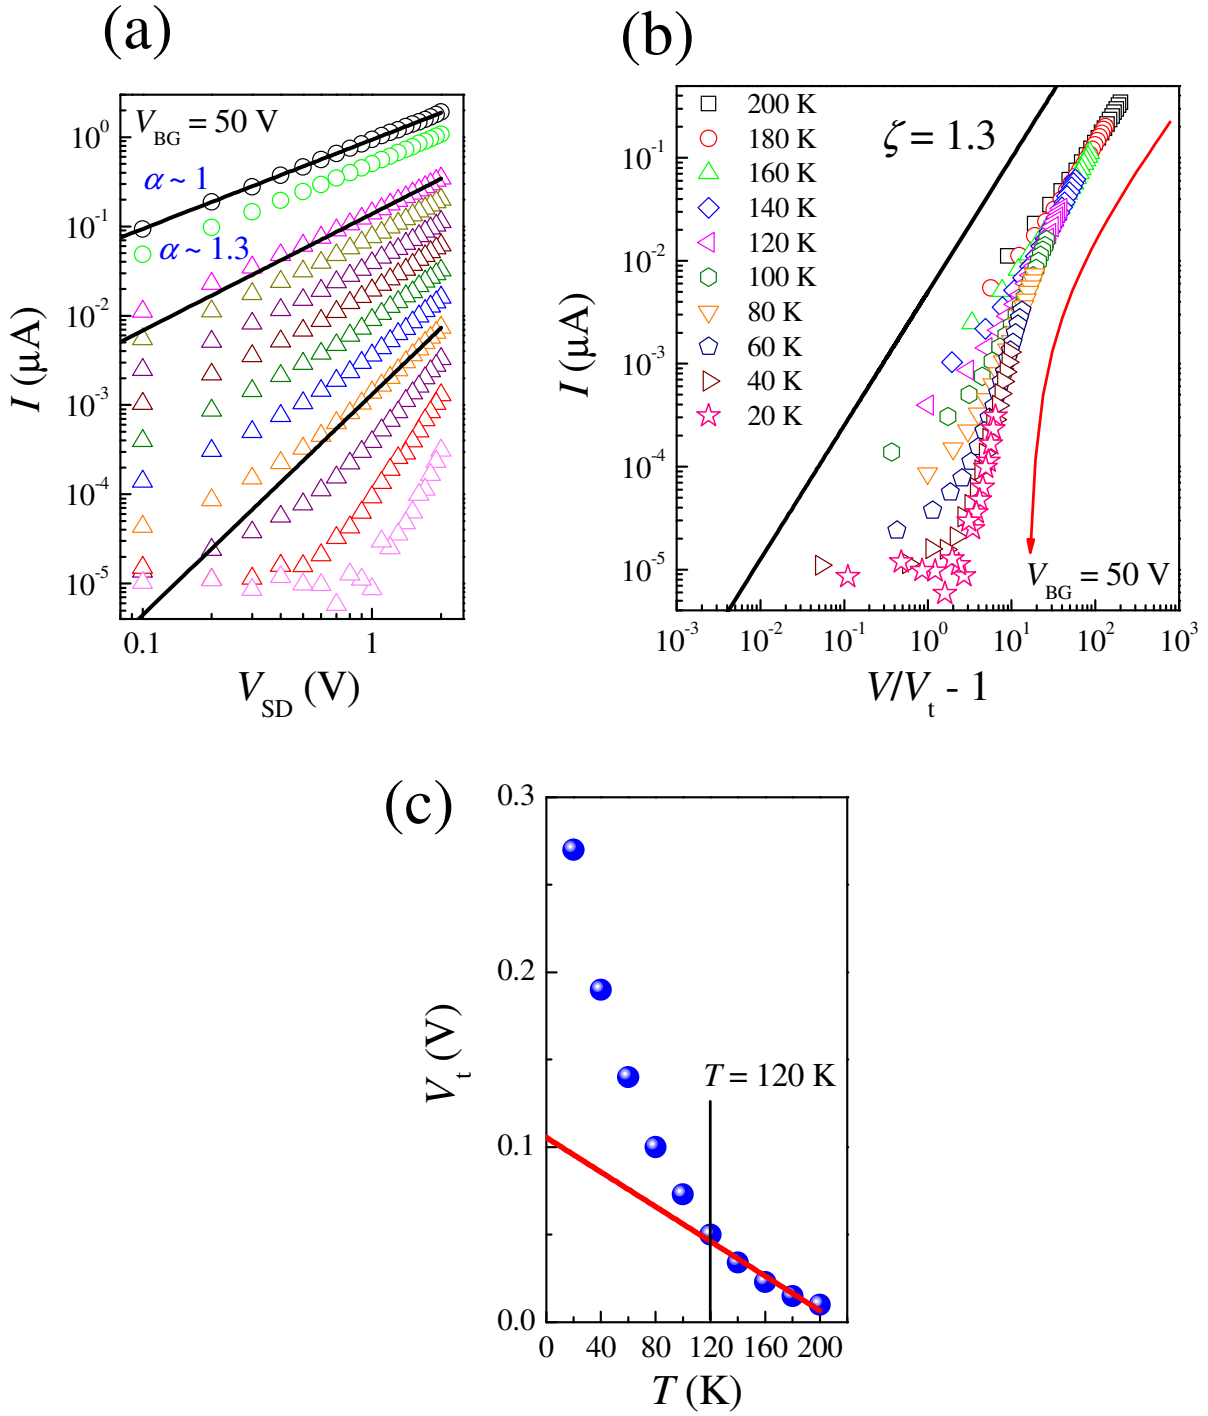 (a)
V_BG = 50 V
α ~ 1
α ~ 1.3
10^0
10^-1
10^-2
10^-3
10^-4
10^-5
I (μA)
0.1
1
V_SD (V)
(b)
200 K
180 K
160 K
140 K
120 K
100 K
80 K
60 K
40 K
20 K
ζ = 1.3
V_BG = 50 V
10^-1
10^-2
10^-3
10^-4
10^-5
I (μA)
10^-3
10^-2
10^-1
10^0
10^1
10^2
10^3
V/V_t - 1
(c)
0.3
0.2
0.1
0.0
V_t (V)
T = 120 K
0
40
80
120
160
200
T (K)